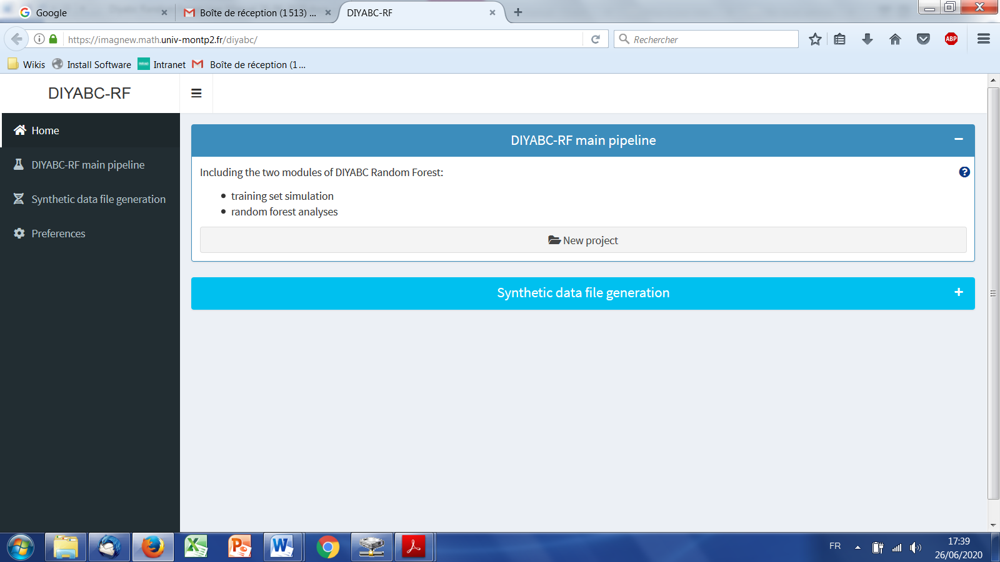 Google
Boîte de réception (1 513) ...
DIYABC-RF
https://imagnew.math.univ-montp2.fr/diyabc/
Rechercher
ABP
Wikis
Install Software
Intranet
Boîte de réception (1 ...
DIYABC-RF
Home
DIYABC-RF main pipeline
Synthetic data file generation
Preferences
DIYABC-RF main pipeline
Including the two modules of DIYABC Random Forest:
training set simulation
random forest analyses
New project
Synthetic data file generation
FR
17:39
26/06/2020